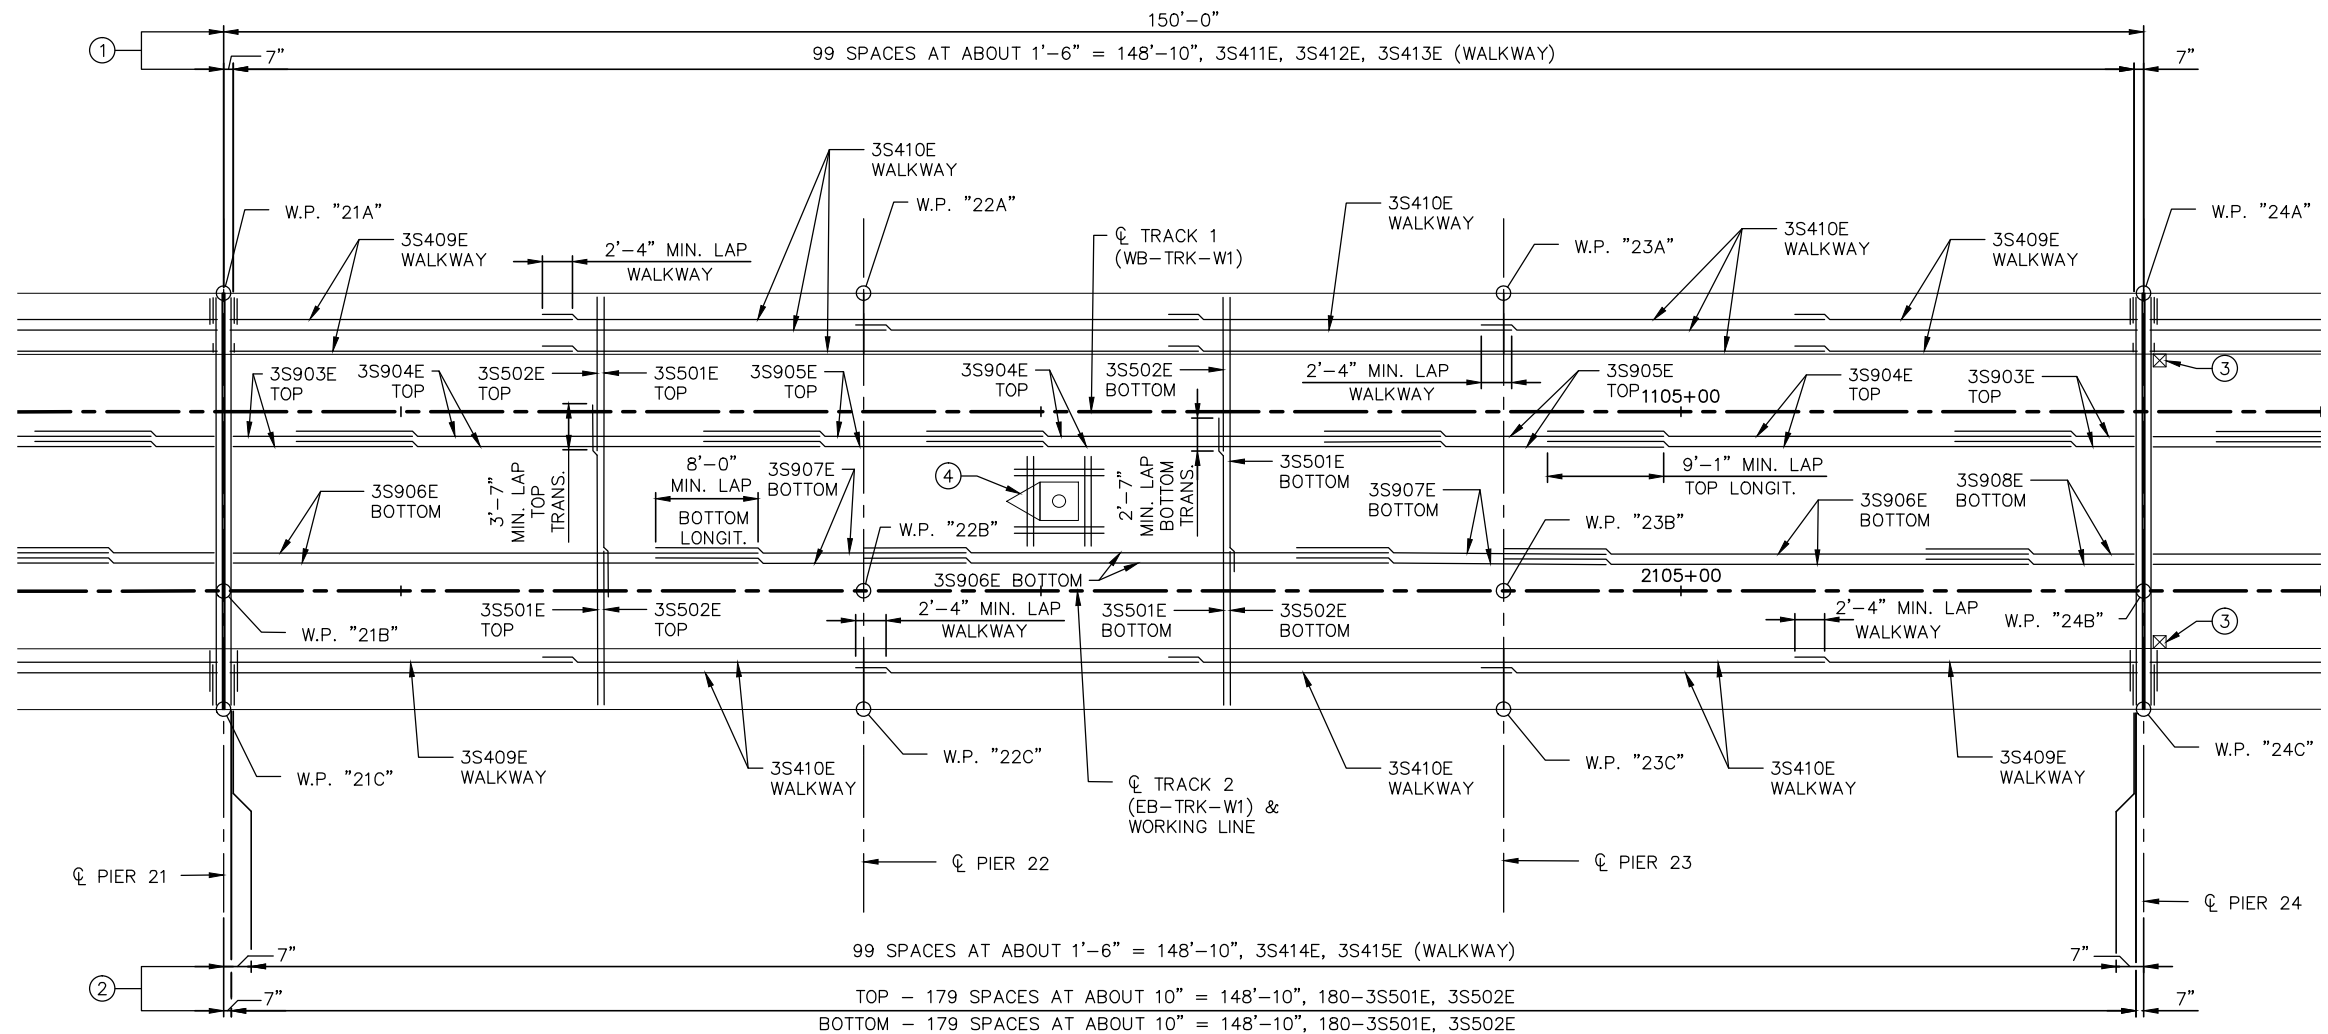 150'-0"
1
7"
99 SPACES AT ABOUT 1'-6" = 148'-10", 3S411E, 3S412E, 3S413E (WALKWAY)
7"
3S410E
WALKWAY
W.P. "21A"
W.P. "22A"
3S410E
WALKWAY
W.P. "24A"
3S409E
WALKWAY
2'-4" MIN. LAP
WALKWAY
℄ TRACK 1
(WB-TRK-W1)
W.P. "23A"
3S410E
WALKWAY
3S409E
WALKWAY
3S903E
TOP
3S904E
TOP
3S502E
TOP
3S501E
TOP
3S905E
TOP
3S904E
TOP
3S502E
BOTTOM
2'-4" MIN. LAP
WALKWAY
3S905E
TOP
1105+00
3S904E
TOP
3S903E
TOP
3
3S906E
BOTTOM
3'-7"
MIN. LAP
TOP
TRANS.
8'-0"
MIN. LAP
BOTTOM
LONGIT.
3S907E
BOTTOM
4
2'-7"
MIN. LAP
BOTTOM
TRANS.
3S501E
BOTTOM
3S907E
BOTTOM
9'-1" MIN. LAP
TOP LONGIT.
3S906E
BOTTOM
3S908E
BOTTOM
W.P. "22B"
W.P. "23B"
3S906E BOTTOM
2105+00
W.P. "21B"
3S501E
TOP
3S502E
TOP
2'-4" MIN. LAP
WALKWAY
3S501E
BOTTOM
3S502E
BOTTOM
2'-4" MIN. LAP
WALKWAY
W.P. "24B"
3
W.P. "21C"
3S409E
WALKWAY
3S410E
WALKWAY
W.P. "22C"
℄ TRACK 2
(EB-TRK-W1) &
WORKING LINE
3S410E
WALKWAY
W.P. "23C"
3S410E
WALKWAY
3S409E
WALKWAY
W.P. "24C"
℄ PIER 21
℄ PIER 22
℄ PIER 23
℄ PIER 24
2
7"
99 SPACES AT ABOUT 1'-6" = 148'-10", 3S414E, 3S415E (WALKWAY)
7"
7"
TOP - 179 SPACES AT ABOUT 10" = 148'-10", 180-3S501E, 3S502E
7"
BOTTOM - 179 SPACES AT ABOUT 10" = 148'-10", 180-3S501E, 3S502E